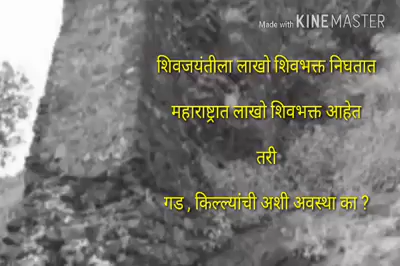 Made with KINEMASTER
शिवजयंतीला लाखो शिवभक्त निघतात
महाराष्ट्रात लाखो शिवभक्त आहेत
तरी
गड , किल्ल्यांची अशी अवस्था का ?